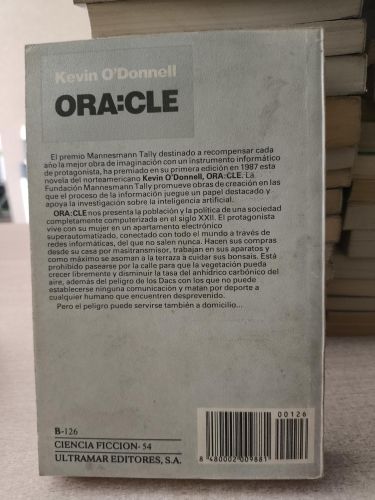 Kevin O'Donnell
ORA:CLE
El premio Mannesmann Tally destinado a recompensar cada
año la mejor obra de imaginación con un instrumento informático
de protagonista, ha premiado en su primera edición en 1987 esta
novela del norteamericano Kevin O'Donnell, ORA:CLE. La
Fundación Mannesmann Tally promueve obras de creación en las
que el proceso de la información juegue un papel destacado y
apoya la investigación sobre la inteligencia artificial.
ORA:CLE nos presenta la población y la política de una sociedad
completamente computerizada en el siglo XXII. El protagonista
vive con su mujer en un apartamento electrónico
superautomatizado, conectado con todo el mundo a través de
redes informáticas, del que no salen nunca. Hacen sus compras
desde su casa por masitransmisor, trabajan en sus aparatos y
como máximo se asoman a la terraza a cuidar sus bonsais. Está
prohibido pasearse por la calle para que la vegetación pueda
crecer libremente y disminuir la tasa del anhídrico carbónico del
aire, además del peligro de los Dacs con los que no puede
establecerse ninguna comunicación y matan por deporte a
cualquier humano que encuentren desprevenido.
Pero el peligro puede servirse también a domicilio...
B-126
CIENCIA FICCION- 54
ULTRAMAR EDITORES, S.A.
00126
8 480002 009881